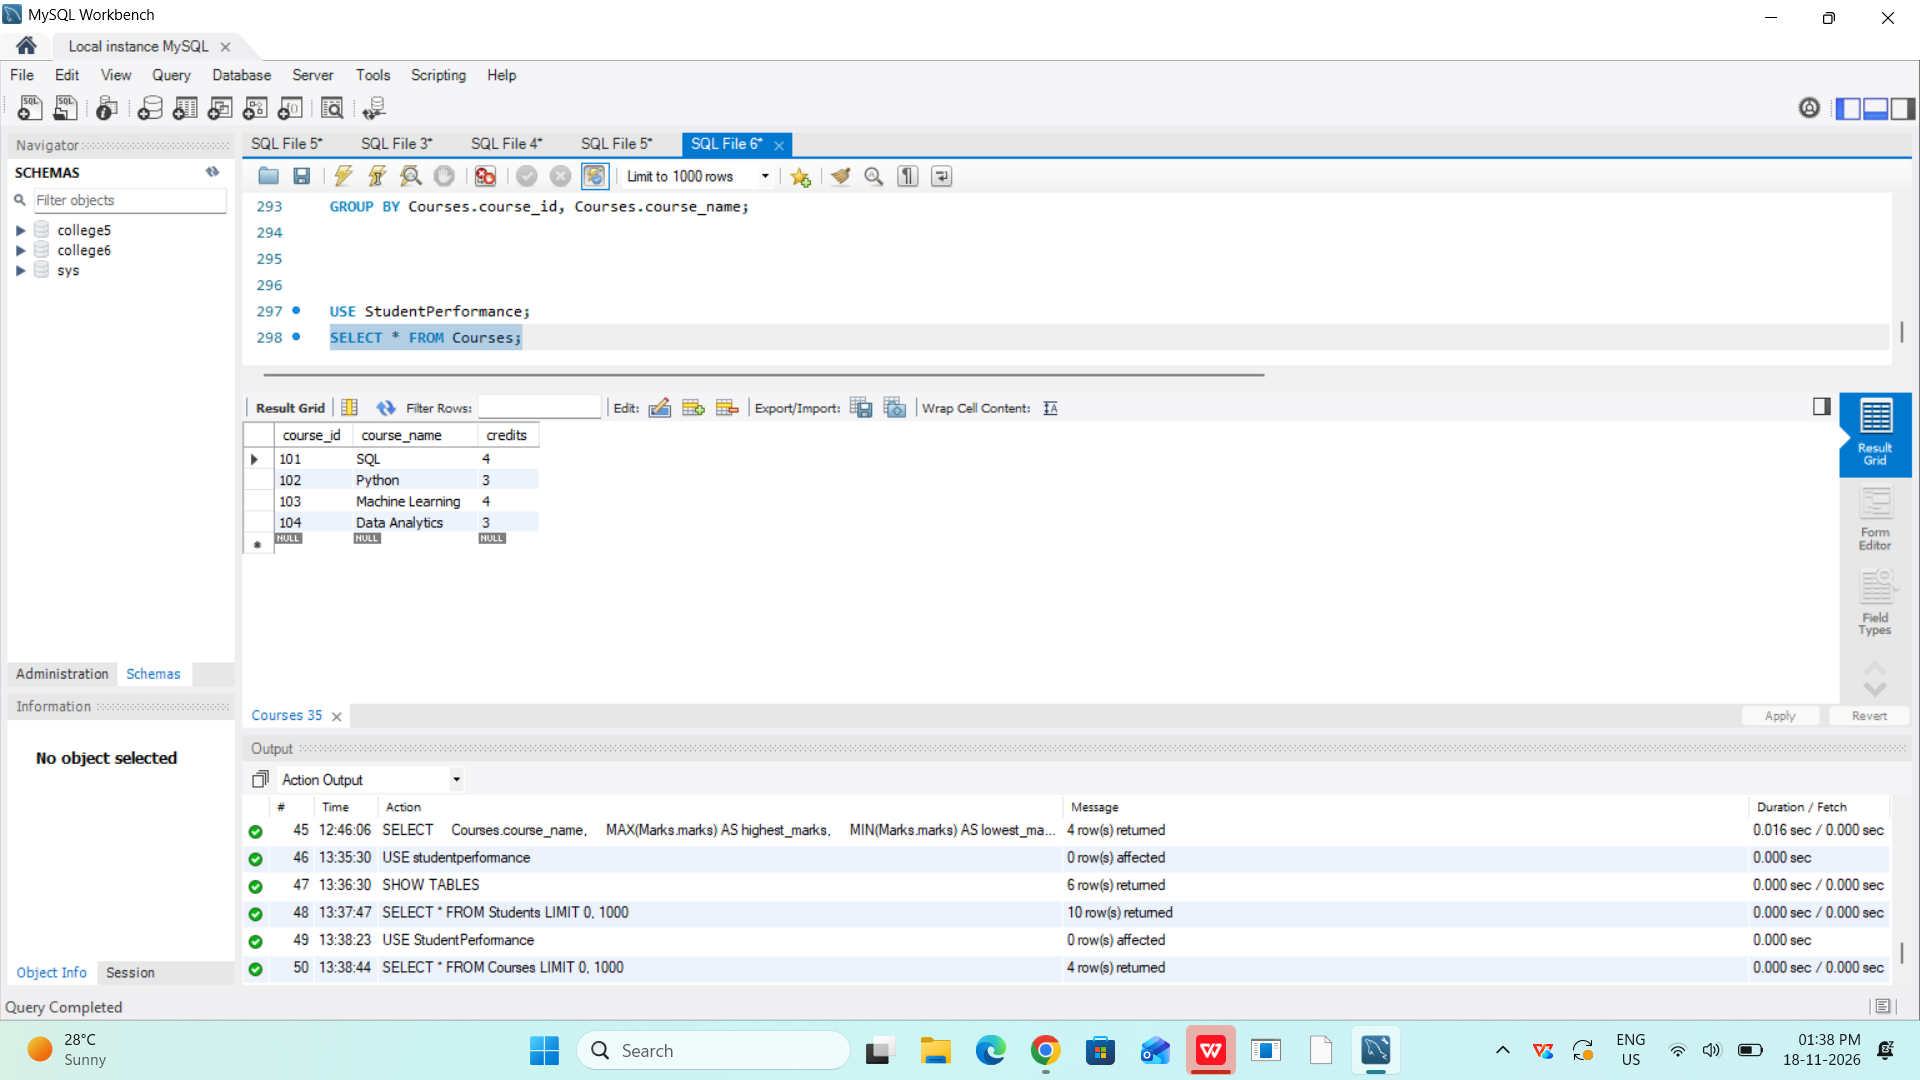 MySQL Workbench
Local instance MySQL
File Edit View Query Database Server Tools Scripting Help
Navigator
SCHEMAS
Filter objects
college5
college6
sys
Administration Schemas
Information
No object selected
Object Info Session
Query Completed
SQL File 5* SQL File 3* SQL File 4* SQL File 5* SQL File 6*
Limit to 1000 rows
293 GROUP BY Courses.course_id, Courses.course_name;
294
295
296
297 USE StudentPerformance;
298 SELECT * FROM Courses;
Result Grid Filter Rows: Edit: Export/Import: Wrap Cell Content:
course_id course_name credits
101 SQL 4
102 Python 3
103 Machine Learning 4
104 Data Analytics 3
NULL NULL NULL
Result Grid
Form Editor
Field Types
Courses 35
Apply Revert
Output
Action Output
# Time Action Message Duration / Fetch
45 12:46:06 SELECT Courses.course_name, MAX(Marks.marks) AS highest_marks, MIN(Marks.marks) AS lowest_ma... 4 row(s) returned 0.016 sec / 0.000 sec
46 13:35:30 USE studentperformance 0 row(s) affected 0.000 sec
47 13:36:30 SHOW TABLES 6 row(s) returned 0.000 sec / 0.000 sec
48 13:37:47 SELECT * FROM Students LIMIT 0, 1000 10 row(s) returned 0.000 sec / 0.000 sec
49 13:38:23 USE StudentPerformance 0 row(s) affected 0.000 sec
50 13:38:44 SELECT * FROM Courses LIMIT 0, 1000 4 row(s) returned 0.000 sec / 0.000 sec
28°C
Sunny
Search
ENG
US
01:38 PM
18-11-2026